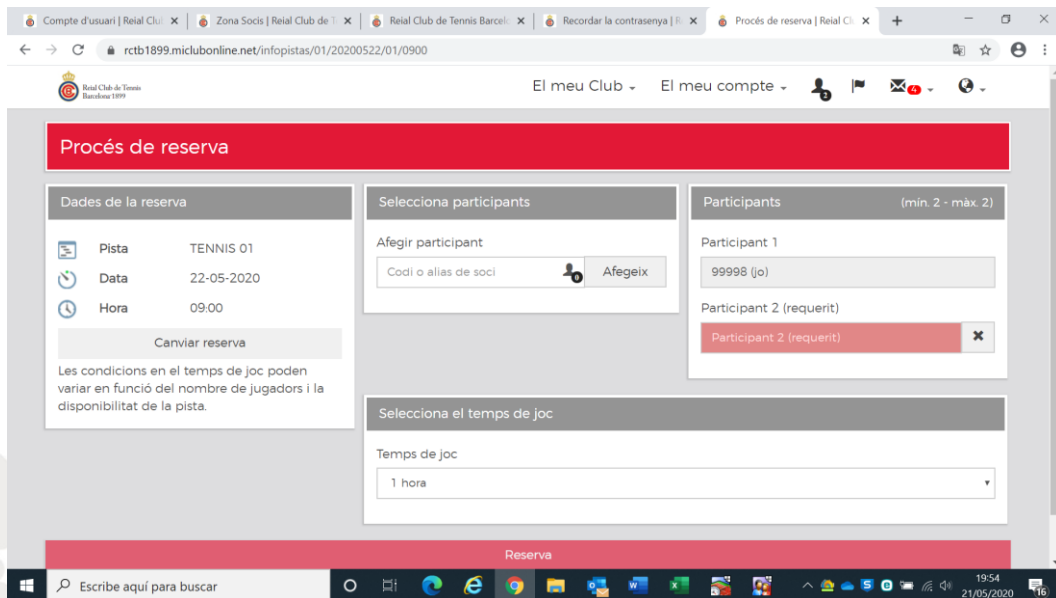 Compte d'usuari | Reial Clu
Zona Socis | Reial Club de T
Reial Club de Tennis Barcelo
Recordar la contrasenya | R
Procés de reserva | Reial Cl
rctb1899.miclubonline.net/infopistas/01/20200522/01/0900
Reial Club de Tennis
Barcelona 1899
El meu Club
El meu compte
2
4
Procés de reserva
Dades de la reserva
Pista TENNIS 01
Data 22-05-2020
Hora 09:00
Canviar reserva
Les condicions en el temps de joc poden
variar en funció del nombre de jugadors i la
disponibilitat de la pista.
Selecciona participants
Afegir participant
Codi o alias de soci
0
Afegeix
Participants (mín. 2 - màx. 2)
Participant 1
99998 (jo)
Participant 2 (requerit)
Participant 2 (requerit)
Selecciona el temps de joc
Temps de joc
1 hora
Reserva
Escribe aquí para buscar
19:54
21/05/2020
16